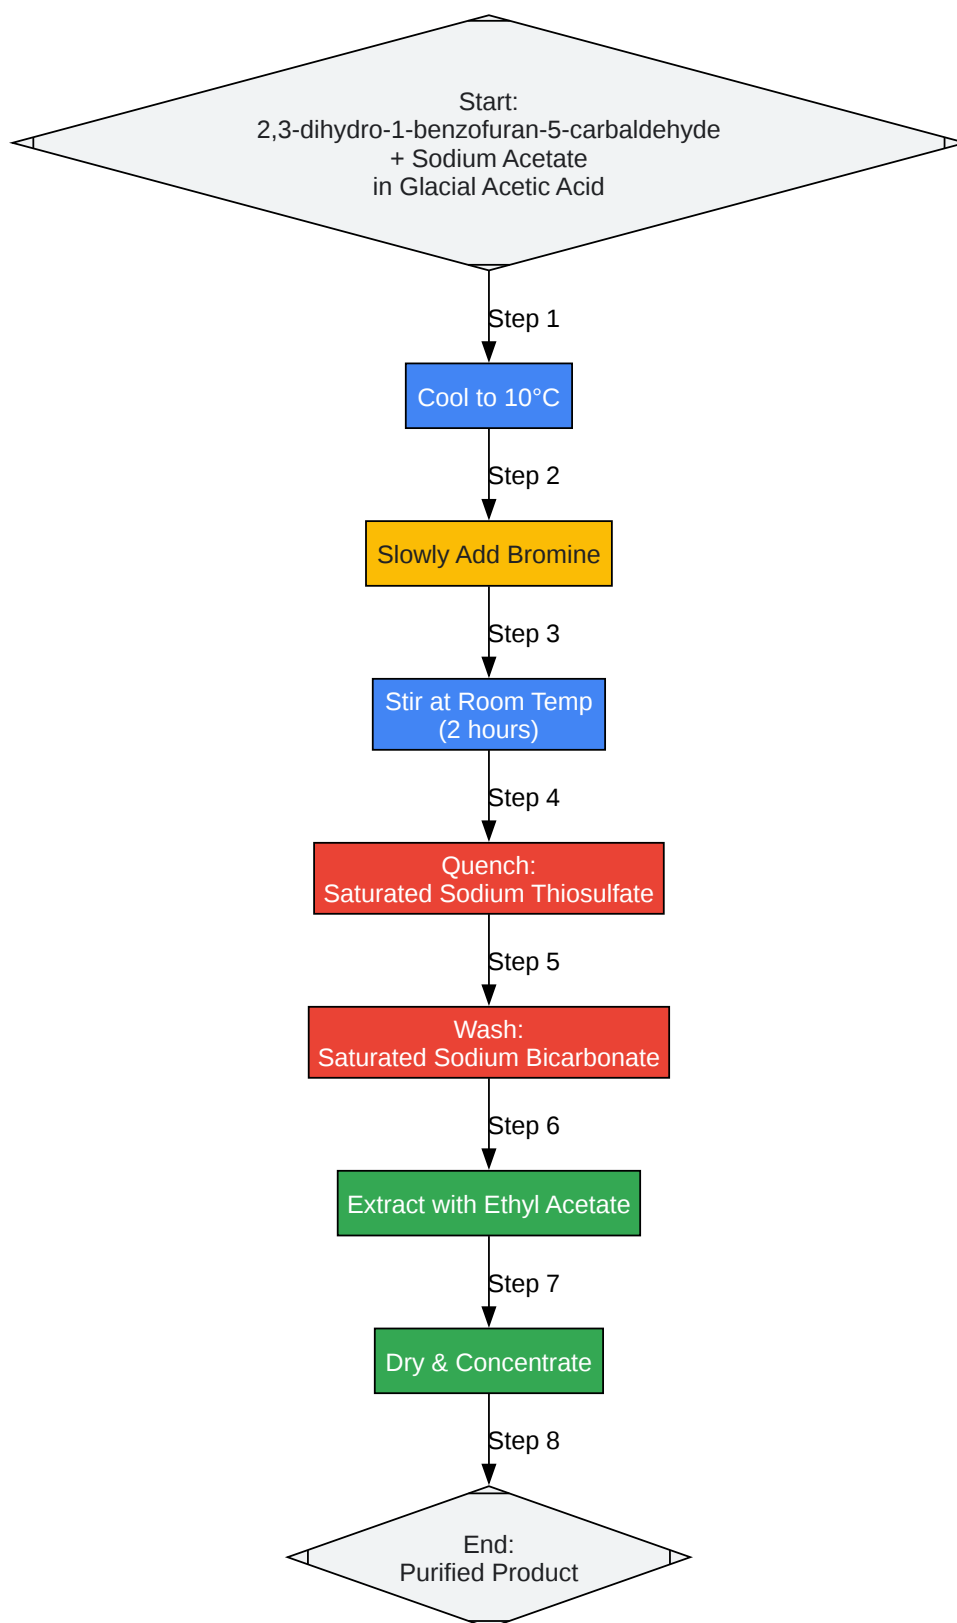 Start:
2,3-dihydro-1-benzofuran-5-carbaldehyde
+ Sodium Acetate
in Glacial Acetic Acid
Step 1
Cool to 10°C
Step 2
Slowly Add Bromine
Step 3
Stir at Room Temp
(2 hours)
Step 4
Quench:
Saturated Sodium Thiosulfate
Step 5
Wash:
Saturated Sodium Bicarbonate
Step 6
Extract with Ethyl Acetate
Step 7
Dry & Concentrate
Step 8
End:
Purified Product